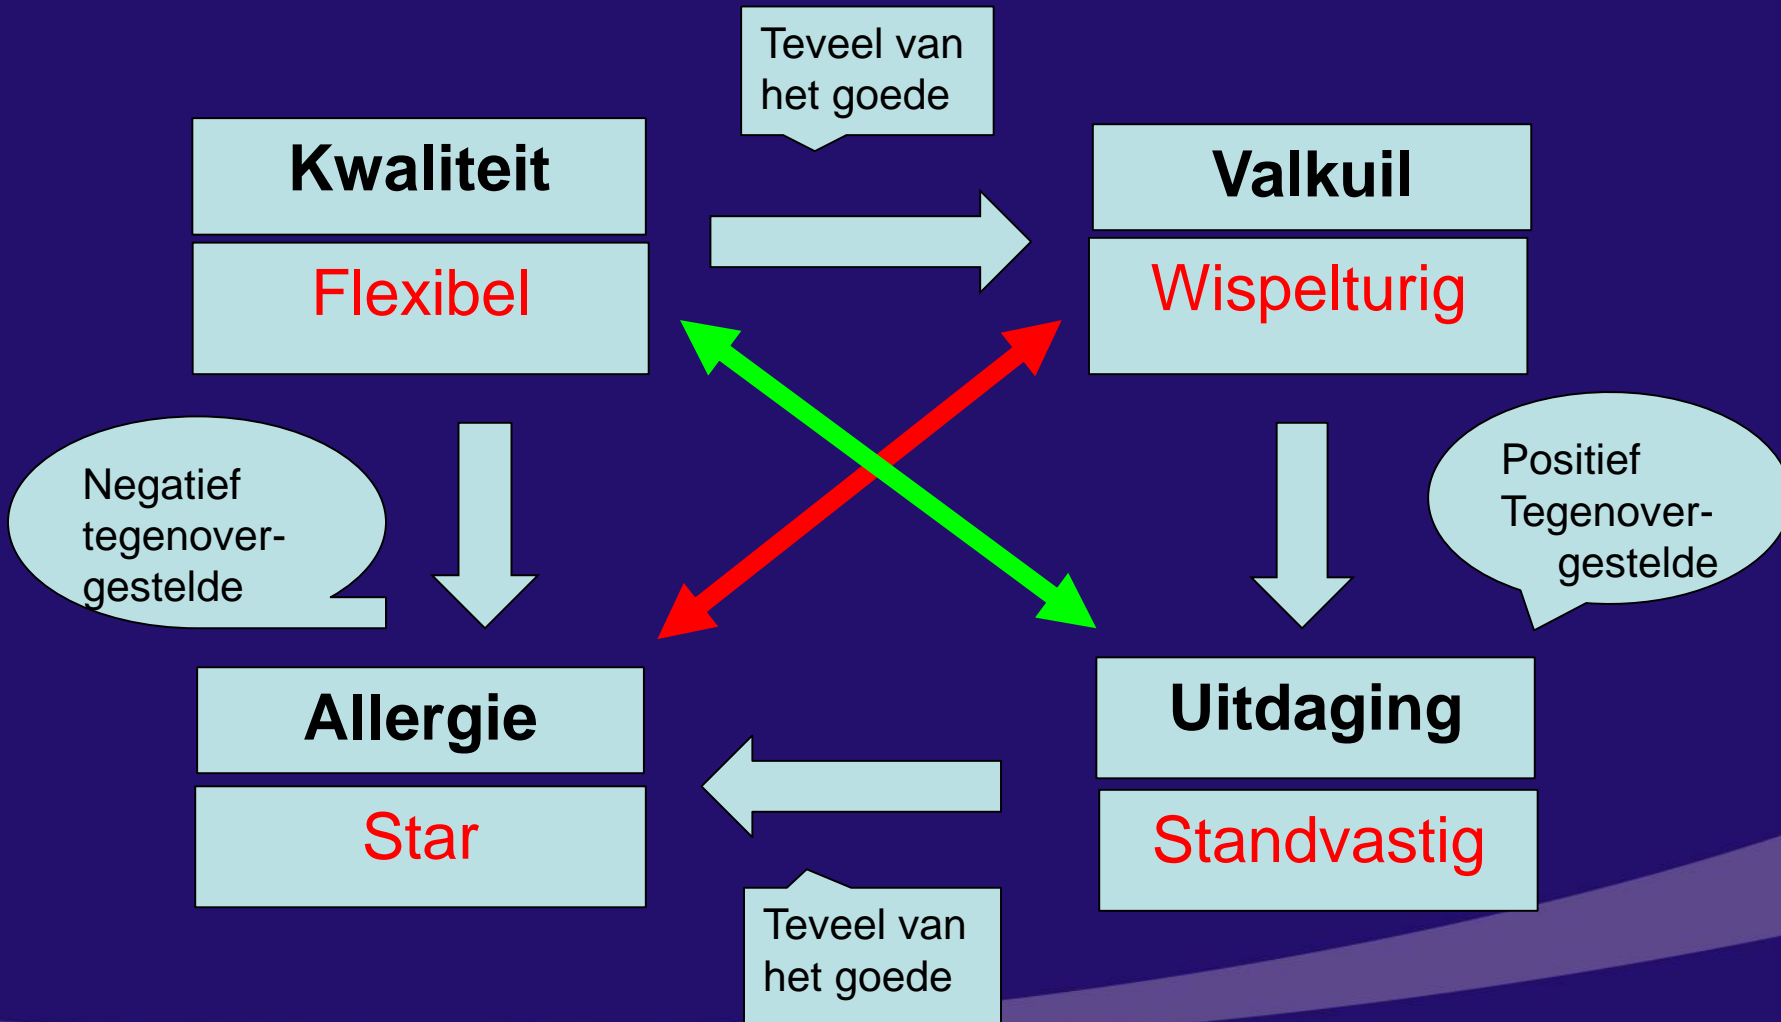 Teveel van
het goede
Kwaliteit
Valkuil
Flexibel
Wispelturig
Negatief
tegenover-
gestelde
Positief
Tegenover-
gestelde
Allergie
Uitdaging
Star
Standvastig
Teveel van
het goede